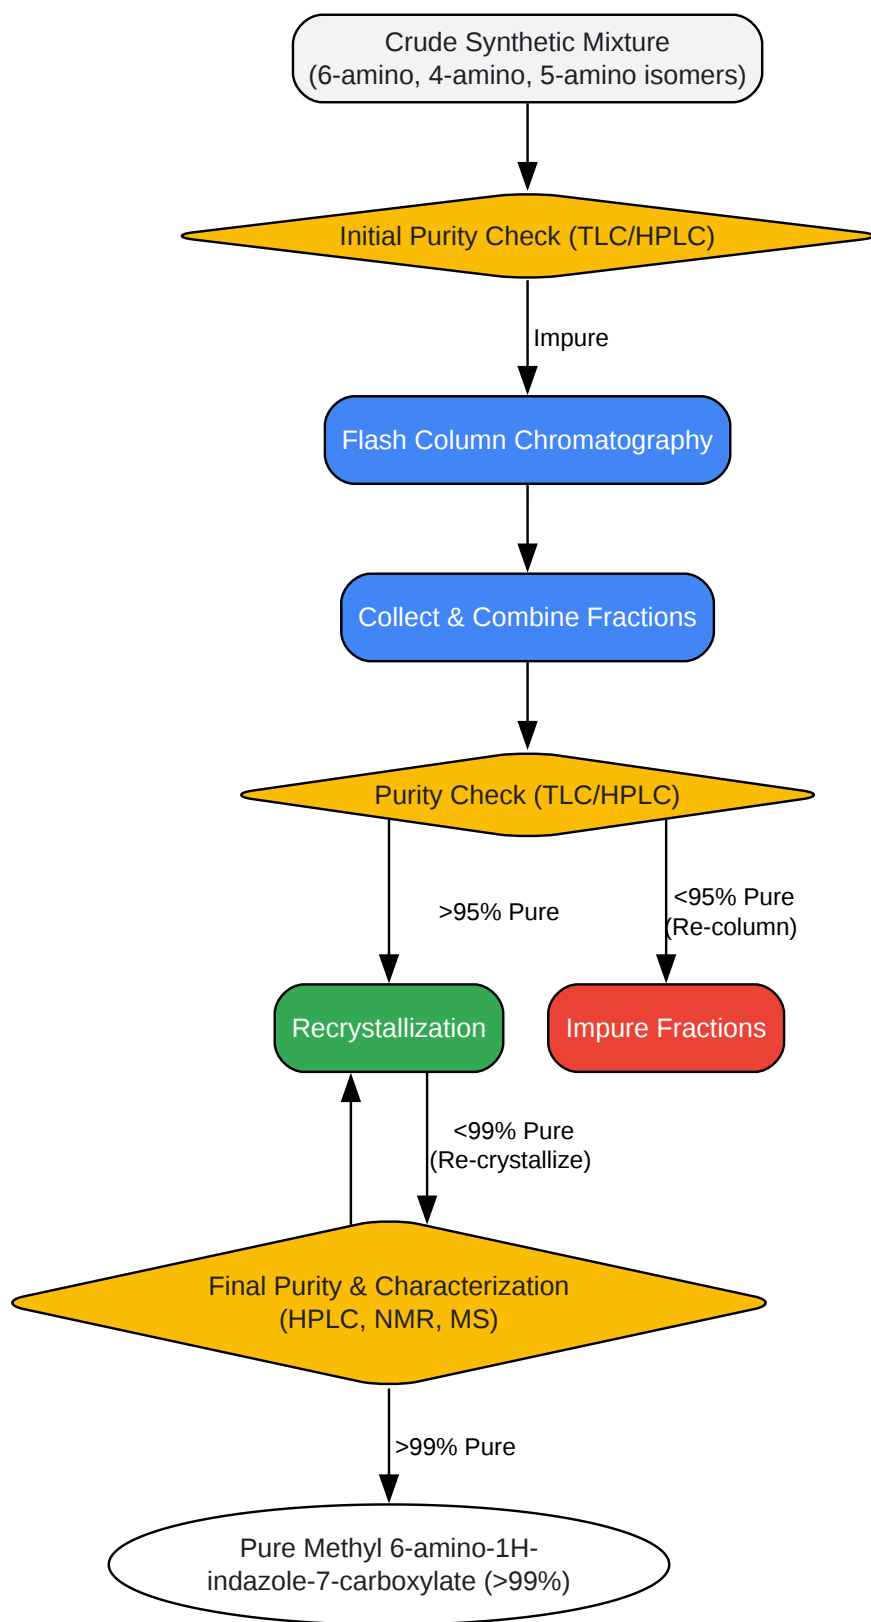 Crude Synthetic Mixture
(6-amino, 4-amino, 5-amino isomers)
Initial Purity Check (TLC/HPLC)
Impure
Flash Column Chromatography
Collect & Combine Fractions
Purity Check (TLC/HPLC)
>95% Pure
<95% Pure
(Re-column)
Recrystallization
Impure Fractions
<99% Pure
(Re-crystallize)
Final Purity & Characterization
(HPLC, NMR, MS)
>99% Pure
Pure Methyl 6-amino-1H-
indazole-7-carboxylate (>99%)